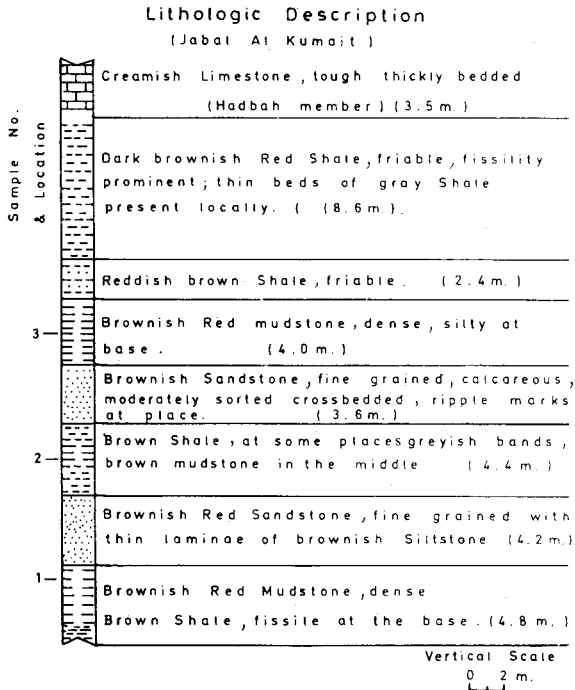 Lithologic Description
(Jabal Al Kumait)
Sample No.
& Location
Creamish Limestone, tough thickly bedded
(Hadbah member) (3.5 m.)
Dark brownish Red Shale, friable, fissility
prominent; thin beds of gray Shale
present locally. ( (8.6 m.).
Reddish brown Shale, friable. (2.4 m.)
3
Brownish Red mudstone, dense, silty at
base. (4.0 m.)
Brownish Sandstone, fine grained, calcareous,
moderately sorted crossbedded, ripple marks
at place. (3.6m.)
2
Brown Shale, at some places greyish bands,
brown mudstone in the middle (4.4 m.)
Brownish Red Sandstone, fine grained with
thin laminae of brownish Siltstone (4.2 m.)
1
Brownish Red Mudstone, dense
Brown Shale, fissile at the base. (4.8 m.)
Vertical Scale
0 2 m.